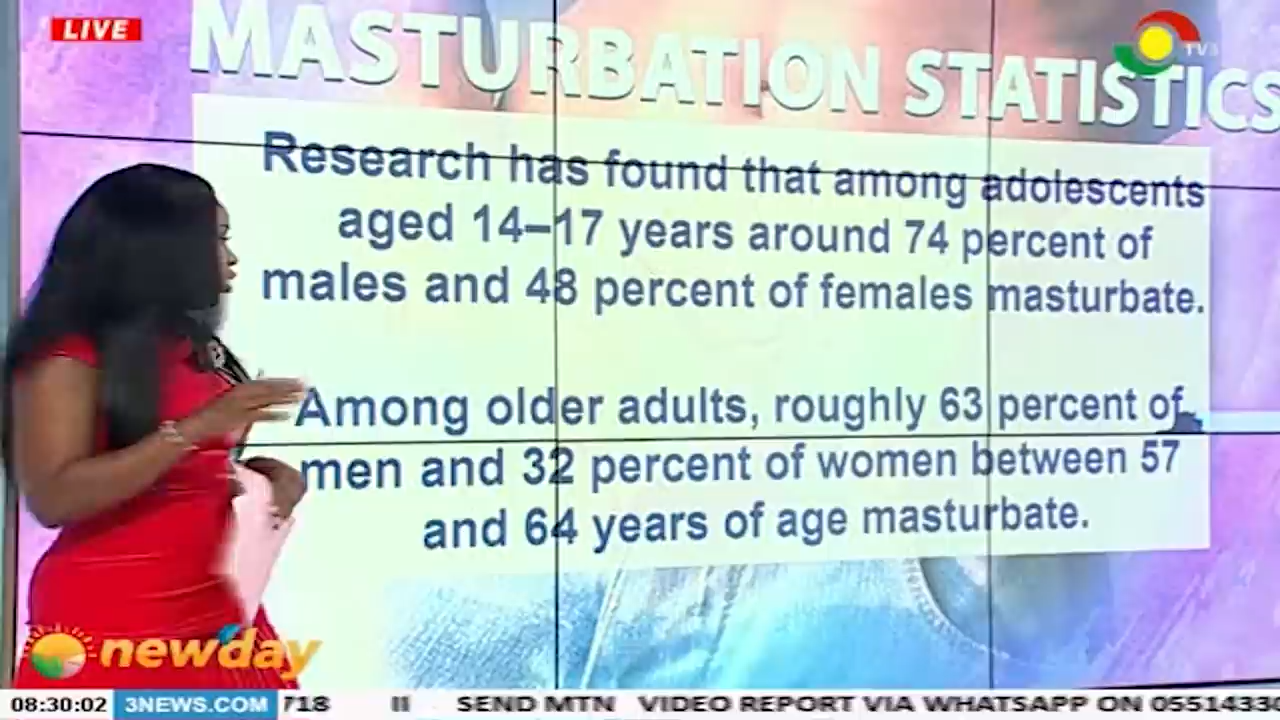 LIVE
MASTURBATION STATISTICS
TV3
Research has found that among adolescents
aged 14–17 years around 74 percent of
males and 48 percent of females masturbate.
Among older adults, roughly 63 percent of
men and 32 percent of women between 57
and 64 years of age masturbate.
newday
08:30:02 3NEWS.COM 718 II SEND MTN VIDEO REPORT VIA WHATSAPP ON 0551433